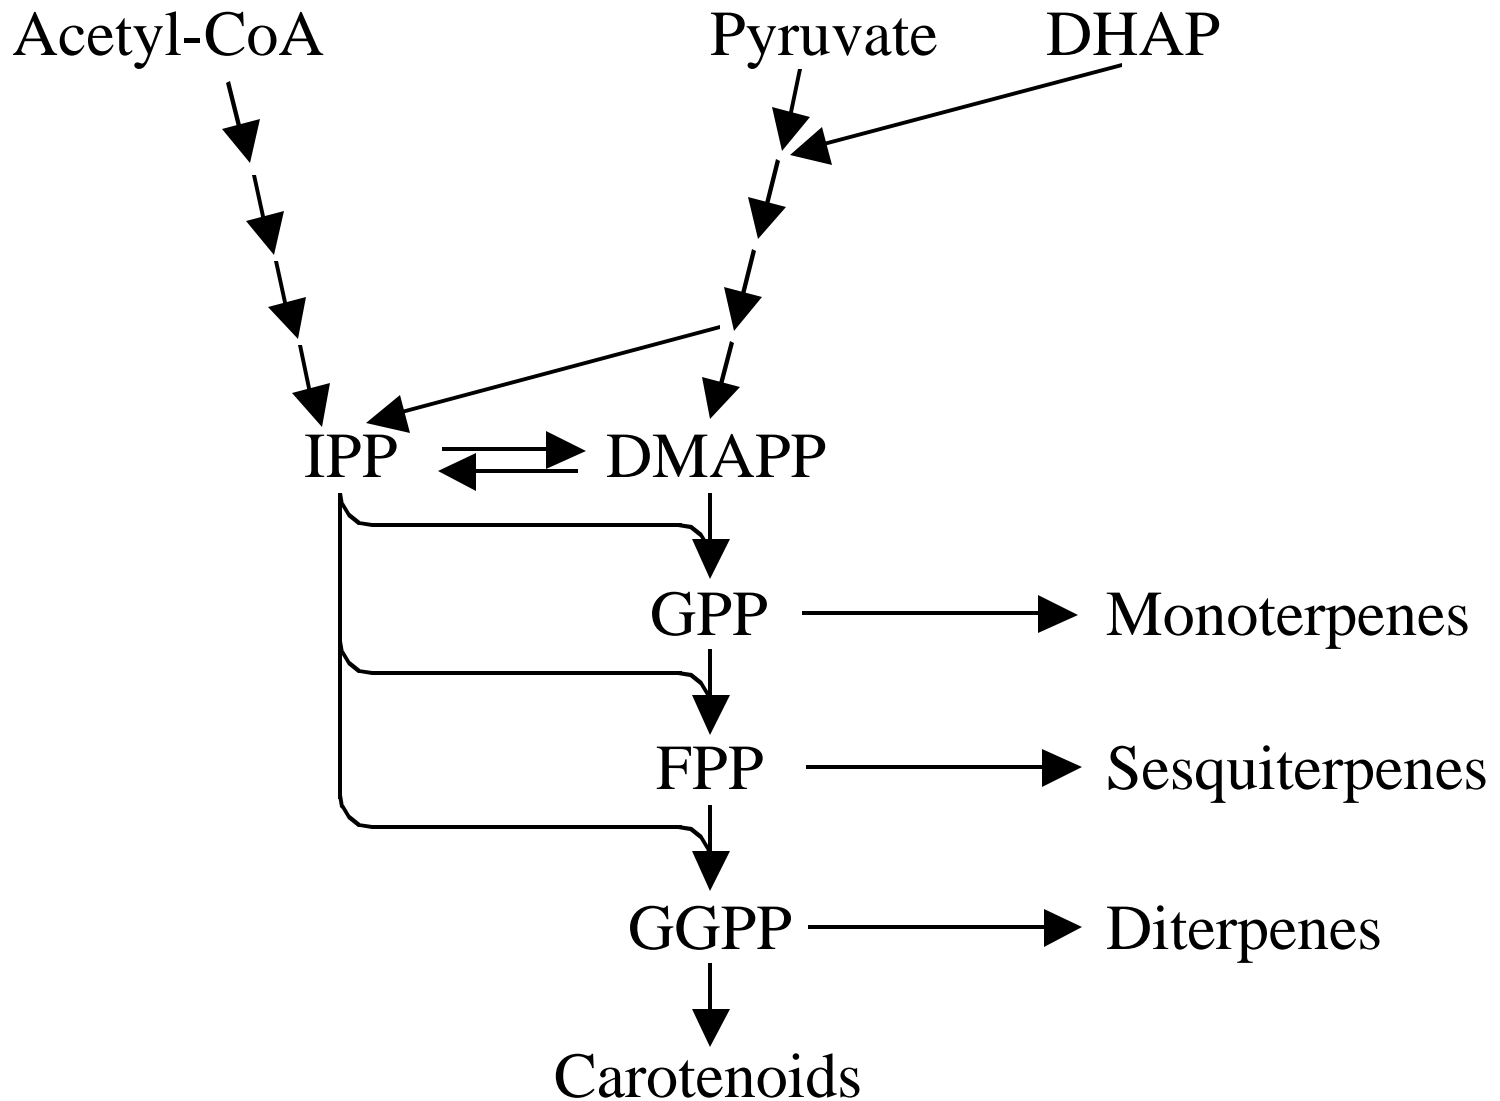 Acetyl-CoA Pyruvate DHAP
IPP DMAPP
GPP Monoterpenes
FPP Sesquiterpenes
GGPP Diterpenes
Carotenoids